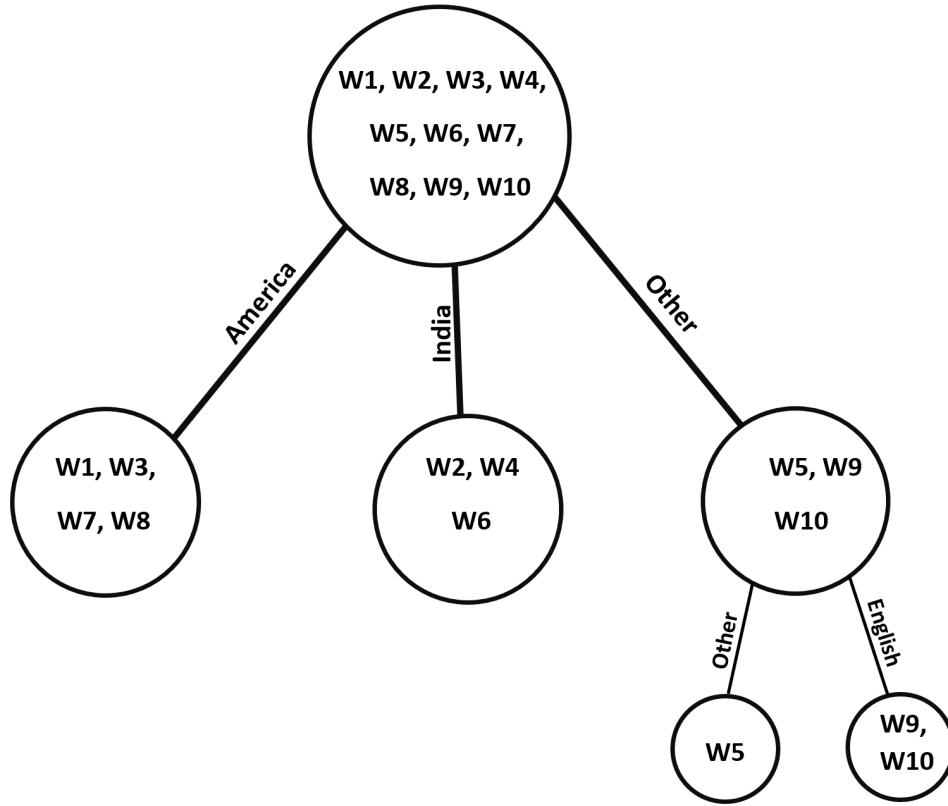 W1, W2, W3, W4,
W5, W6, W7,
W8, W9, W10
America
India
Other
W1, W3,
W7, W8
W2, W4
W6
W5, W9
W10
Other
English
W5
W9,
W10